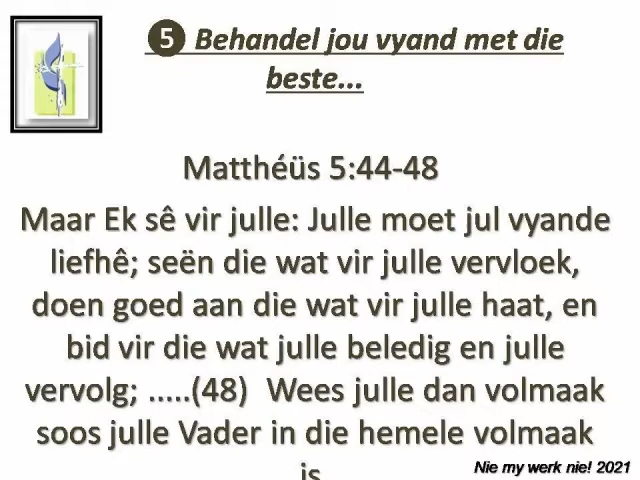 ❺ Behandel jou vyand met die
beste...
Matthéüs 5:44-48
Maar Ek sê vir julle: Julle moet jul vyande
liefhê; seën die wat vir julle vervloek,
doen goed aan die wat vir julle haat, en
bid vir die wat julle beledig en julle
vervolg; .....(48)  Wees julle dan volmaak
soos julle Vader in die hemele volmaak
is
Nie my werk nie! 2021